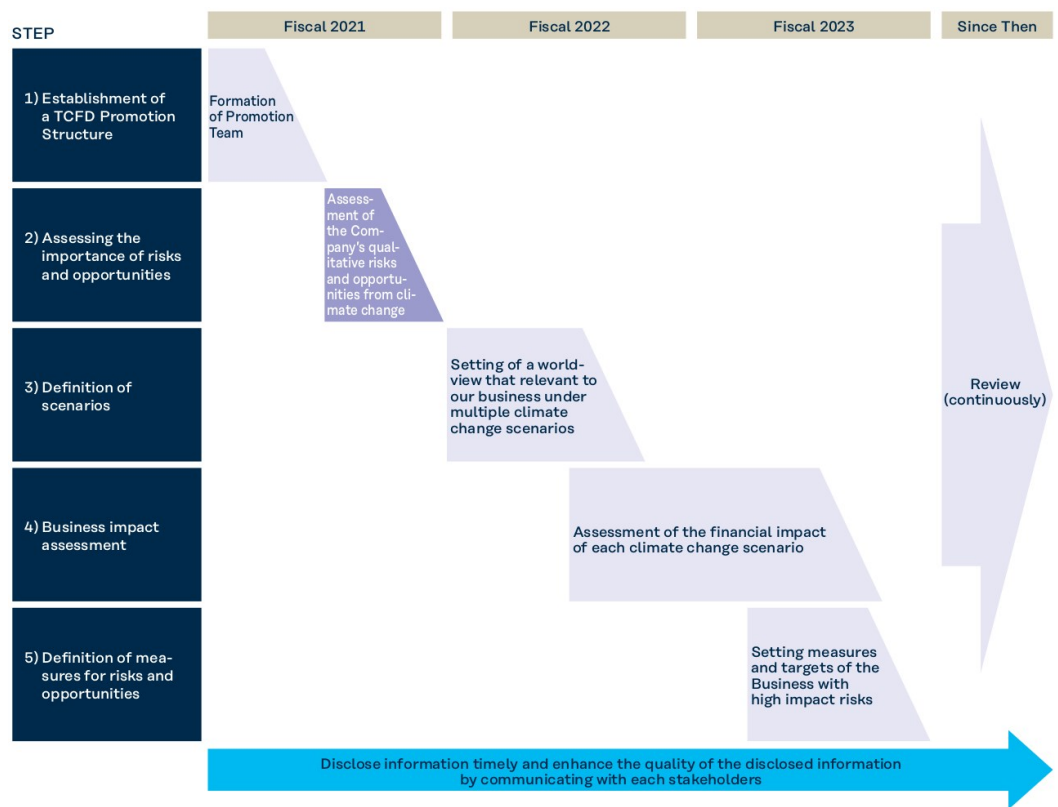 STEP
Fiscal 2021
Fiscal 2022
Fiscal 2023
Since Then
1) Establishment of
a TCFD Promotion
Structure
Formation
of Promotion
Team
2) Assessing the
importance of risks
and opportunities
Assess-
ment of
the Com-
pany's qual-
itative risks
and opportu-
nities from cli-
mate change
3) Definition of
scenarios
Setting of a world-
view that relevant to
our business under
multiple climate
change scenarios
Review
(continuously)
4) Business impact
assessment
Assessment of the financial impact
of each climate change scenario
5) Definition of mea-
sures for risks and
opportunities
Setting measures
and targets of the
Business with
high impact risks
Disclose information timely and enhance the quality of the disclosed information
by communicating with each stakeholders